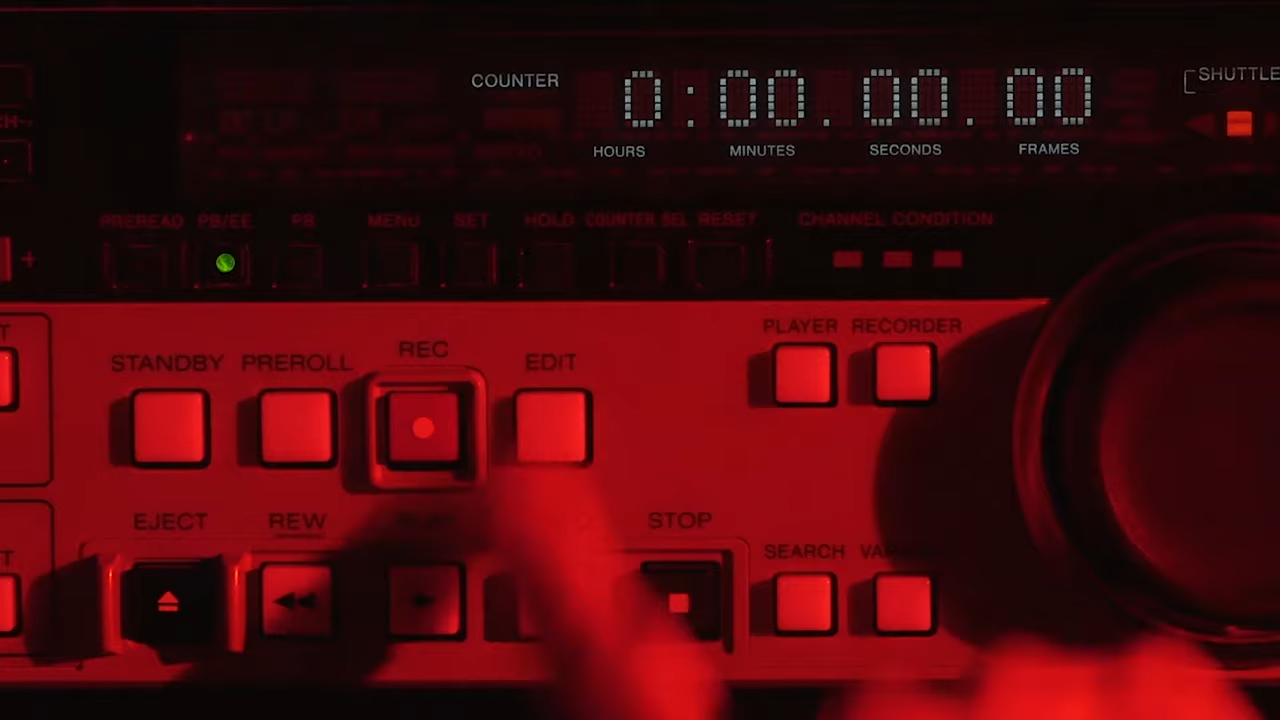 COUNTER 0:00.00.00
SHUTTLE
HOURS MINUTES SECONDS FRAMES
PREREAD PB/EE PB MENU SET HOLD COUNTER SEL RESET CHANNEL CONDITION
+
PLAYER RECORDER
STANDBY PREROLL REC EDIT
EJECT REW STOP
SEARCH